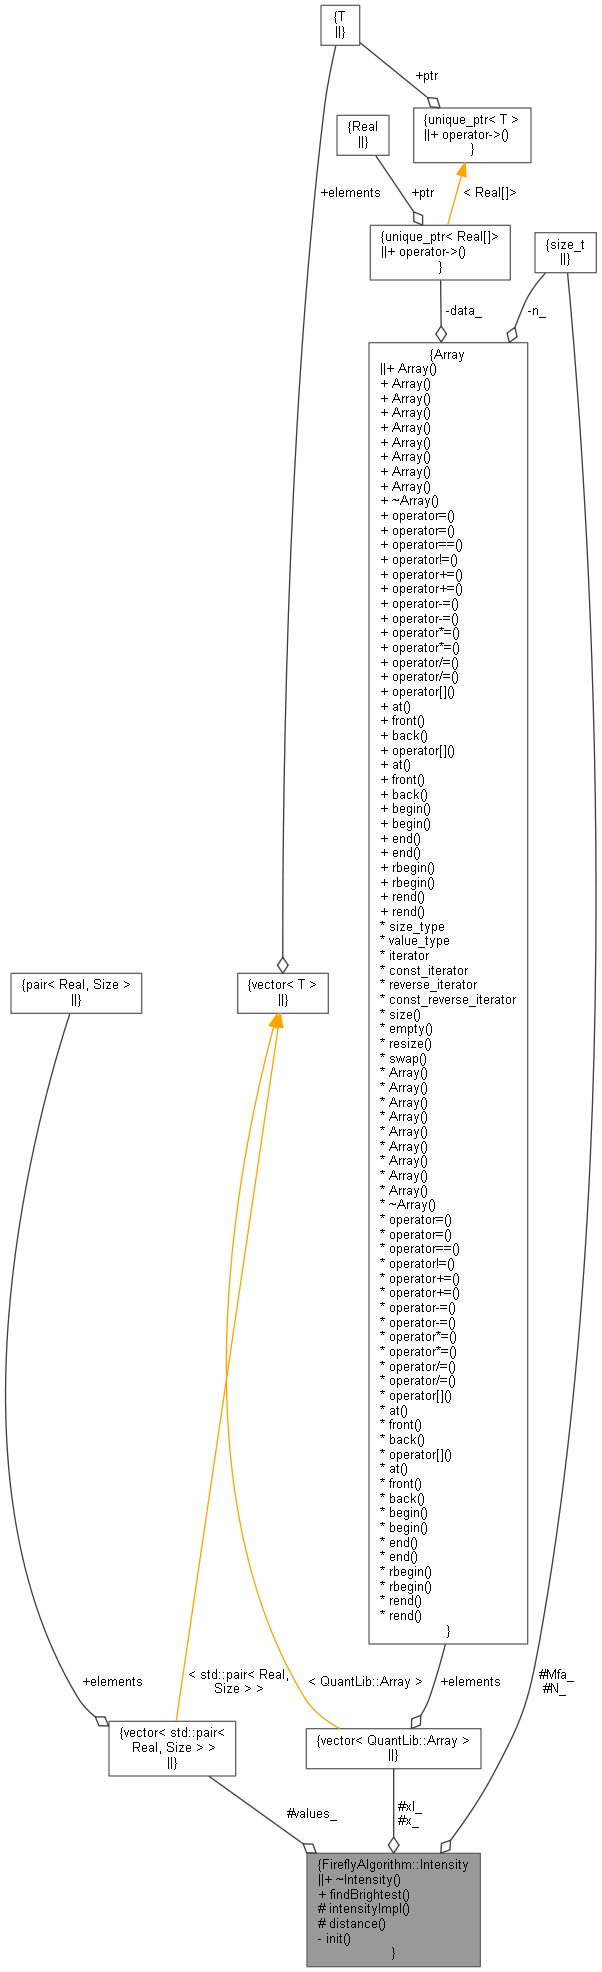 {T
||}
+ptr
{unique_ptr< T >
||+ operator->()
}
{Real
||}
+elements
+ptr
< Real[]>
{unique_ptr< Real[]>
||+ operator->()
}
{size_t
||}
-data_
-n_
{Array
||+ Array()
+ Array()
+ Array()
+ Array()
+ Array()
+ Array()
+ Array()
+ Array()
+ Array()
+ ~Array()
+ operator=()
+ operator=()
+ operator==()
+ operator!=()
+ operator+=()
+ operator+=()
+ operator-=()
+ operator-=()
+ operator*=()
+ operator*=()
+ operator/=()
+ operator/=()
+ operator[]()
+ at()
+ front()
+ back()
+ operator[]()
+ at()
+ front()
+ back()
+ begin()
+ begin()
+ end()
+ end()
+ rbegin()
+ rbegin()
+ rend()
+ rend()
* size_type
* value_type
* iterator
* const_iterator
* reverse_iterator
* const_reverse_iterator
* size()
* empty()
* resize()
* swap()
* Array()
* Array()
* Array()
* Array()
* Array()
* Array()
* Array()
* Array()
* Array()
* ~Array()
* operator=()
* operator=()
* operator==()
* operator!=()
* operator+=()
* operator+=()
* operator-=()
* operator-=()
* operator*=()
* operator*=()
* operator/=()
* operator/=()
* operator[]()
* at()
* front()
* back()
* operator[]()
* at()
* front()
* back()
* begin()
* begin()
* end()
* end()
* rbegin()
* rbegin()
* rend()
* rend()
}
{pair< Real, Size >
||}
{vector< T >
||}
+elements
< std::pair< Real,
Size > >
< QuantLib::Array >
+elements
#Mfa_
#N_
{vector< std::pair<
Real, Size > >
||}
{vector< QuantLib::Array >
||}
#values_
#xI_
#x_
{FireflyAlgorithm::Intensity
||+ ~Intensity()
+ findBrightest()
# intensityImpl()
# distance()
- init()
}